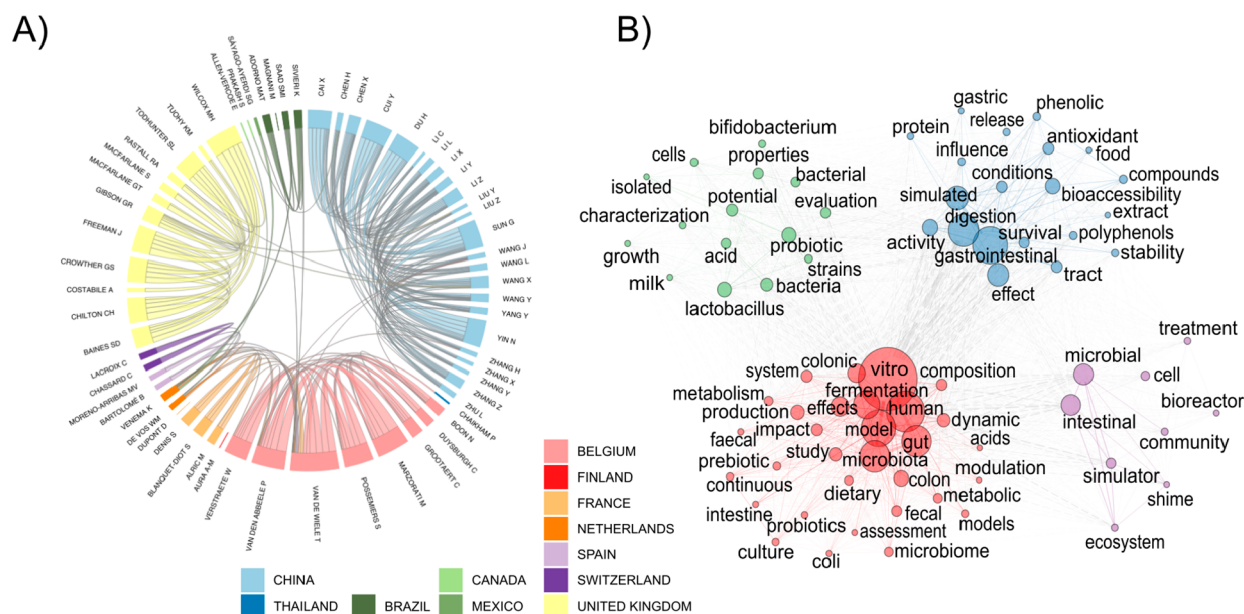 A)
B)
SAYAGO-AYERDI SG
ALLEN-VERCOE E
PRAKASH S
ADORNO MAT
MAGNANI M
SAAD SMI
SIVIERI K
CAI X
CHEN H
CHEN X
CUI Y
DU H
LI C
LI L
LI X
LI Y
LI Z
LIU Y
LIU Z
SUN G
WANG J
WANG L
WANG X
WANG Y
YANG Y
YIN N
ZHANG H
ZHANG X
ZHANG Y
ZHANG Z
ZHU L
CHAIKHAM P
BOON N
DUYSBURGH C
GROOTAERT C
MARZORATI M
POSSEMIERS S
VAN DE WIELE T
VAN DEN ABBEELE P
VERSTRAETE W
AURA A-M
ALRIC M
BLANQUET-DIOT S
DENIS S
DUPONT D
DE VOS WM
VENEMA K
BARTOLOME B
MORENO-ARRIBAS MV
CHASSARD C
LACROIX C
BAINES SD
CHILTON CH
COSTABILE A
CROWTHER GS
FREEMAN J
GIBSON GR
MACFARLANE GT
MACFARLANE S
RASTALL RA
TODHUNTER SL
TUOHY KM
WILCOX MH
BELGIUM
FINLAND
FRANCE
NETHERLANDS
SPAIN
SWITZERLAND
UNITED KINGDOM
CHINA
THAILAND
BRAZIL
CANADA
MEXICO
bifidobacterium
cells
properties
isolated
bacterial
potential
characterization
evaluation
probiotic
growth
acid
strains
milk
bacteria
lactobacillus
gastric
phenolic
release
protein
antioxidant
influence
food
conditions
compounds
simulated
bioaccessibility
digestion
extract
activity
survival
polyphenols
gastrointestinal
stability
tract
effect
treatment
microbial
cell
bioreactor
intestinal
community
simulator
shime
ecosystem
colonic
vitro
composition
system
metabolism
fermentation
production
effects
human
dynamic
faecal
impact
model
gut
acids
prebiotic
study
microbiota
modulation
continuous
colon
dietary
metabolic
intestine
fecal
models
probiotics
assessment
culture
coli
microbiome